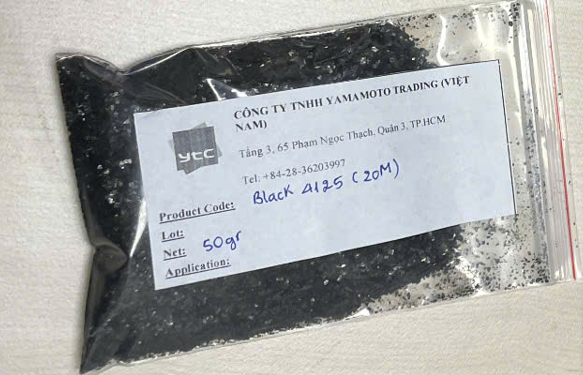 CÔNG TY TNHH YAMAMOTO TRADING (VIỆT
NAM)
Tầng 3, 65 Phạm Ngọc Thạch, Quận 3, TP.HCM
Tel: +84-28-36203997
ytc
Product Code: Black 4125 (20M)
Lot:
Net: 50gr
Application: